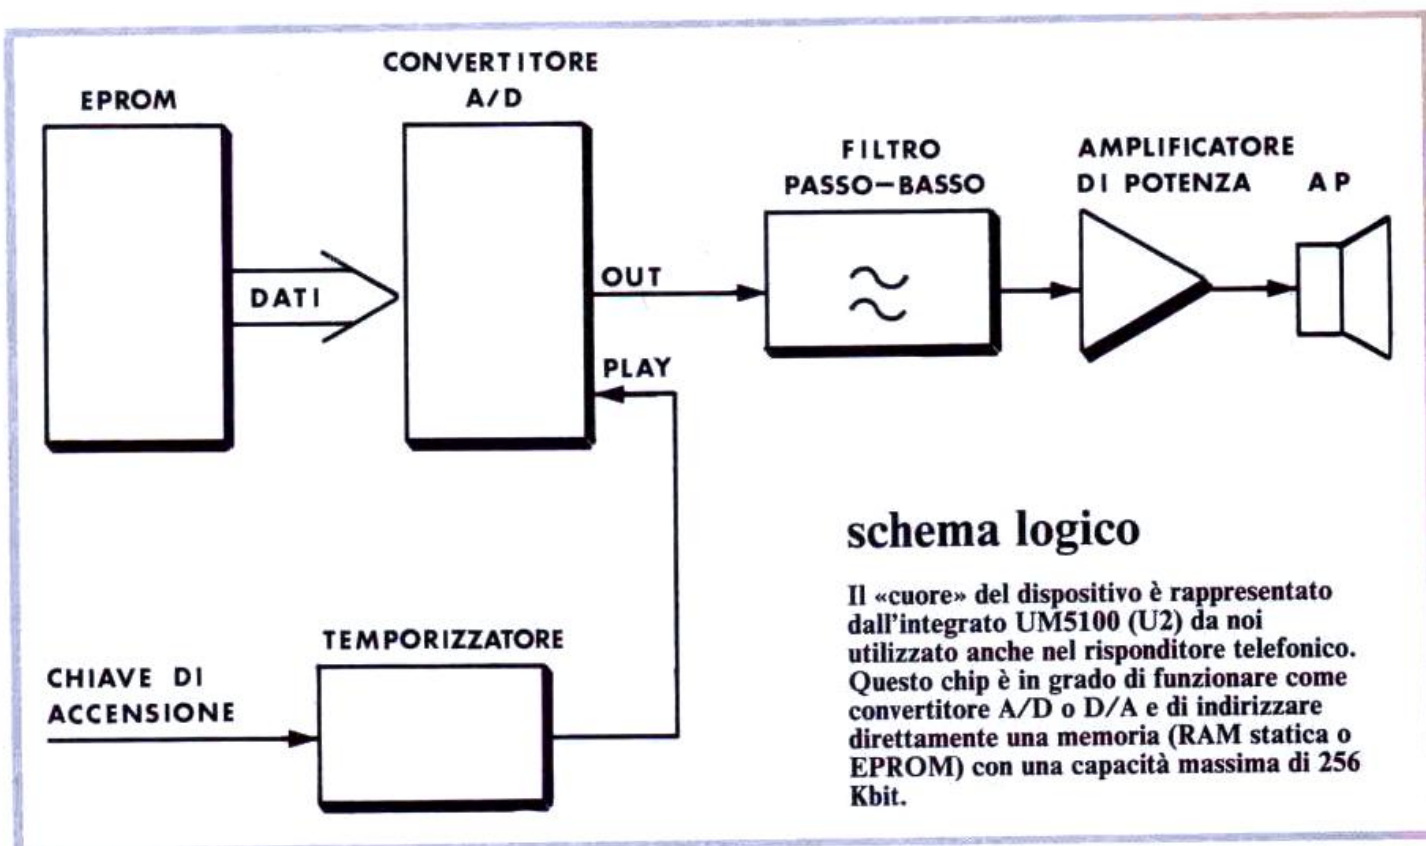 EPROM
CONVERTITORE
A/D
DATI
OUT
PLAY
FILTRO
PASSO-BASSO
AMPLIFICATORE
DI POTENZA
AP
TEMPORIZZATORE
CHIAVE DI
ACCENSIONE
schema logico
Il «cuore» del dispositivo è rappresentato
dall'integrato UM5100 (U2) da noi
utilizzato anche nel risponditore telefonico.
Questo chip è in grado di funzionare come
convertitore A/D o D/A e di indirizzare
direttamente una memoria (RAM statica o
EPROM) con una capacità massima di 256
Kbit.